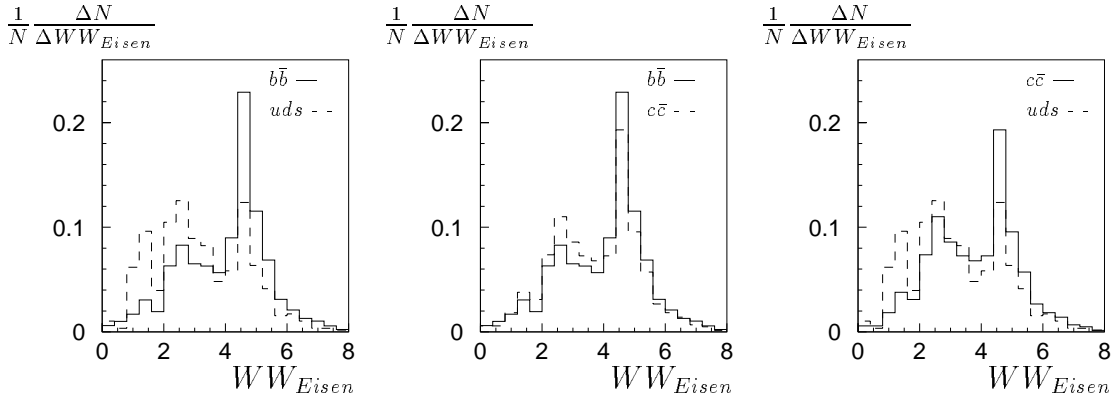 1/N ΔN/ΔWW_Eisen
1/N ΔN/ΔWW_Eisen
1/N ΔN/ΔWW_Eisen
bb̄ —
uds - -
0.2
0.1
0
0 2 4 6 8
WW_Eisen
bb̄ —
cc̄ - -
0.2
0.1
0
0 2 4 6 8
WW_Eisen
cc̄ —
uds - -
0.2
0.1
0
0 2 4 6 8
WW_Eisen